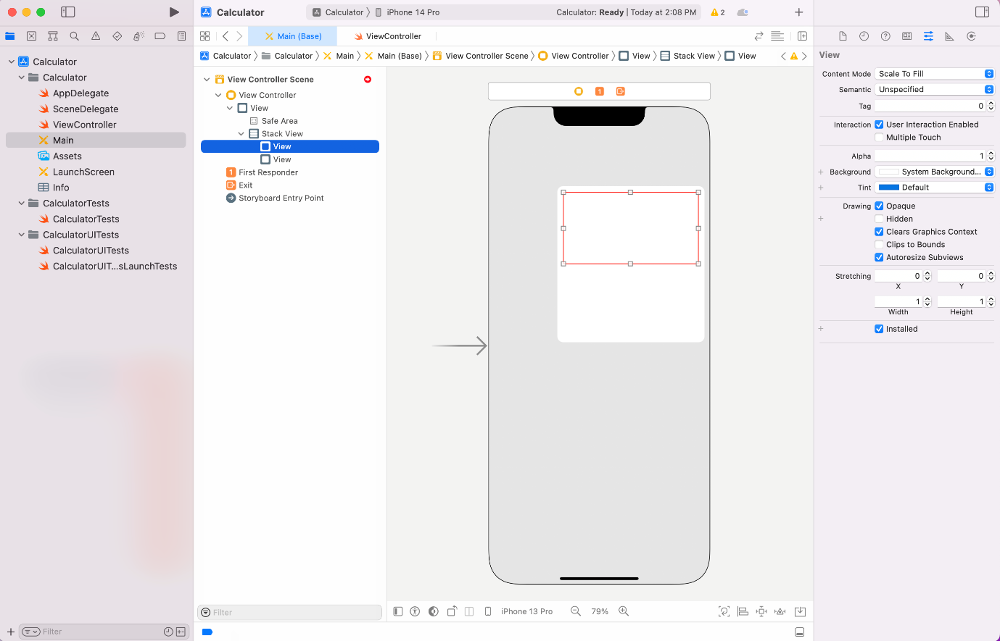 Calculator
Calculator
Calculator
AppDelegate
SceneDelegate
ViewController
Main
Assets
LaunchScreen
Info
CalculatorTests
CalculatorTests
CalculatorUITests
CalculatorUITests
CalculatorUIT...sLaunchTests
Filter
Calculator iPhone 14 Pro
Calculator: Ready | Today at 2:08 PM
2
Main (Base)
ViewController
Calculator Calculator Main Main (Base) View Controller Scene View Controller View Stack View View
View Controller Scene
View Controller
View
Safe Area
Stack View
View
View
1 First Responder
Exit
Storyboard Entry Point
Filter
1
iPhone 13 Pro
79%
View
Content Mode Scale To Fill
Semantic Unspecified
Tag 0
Interaction User Interaction Enabled
Multiple Touch
Alpha 1
Background System Background...
Tint Default
Drawing Opaque
Hidden
Clears Graphics Context
Clips to Bounds
Autoresize Subviews
Stretching 0 0
X Y
1 1
Width Height
Installed